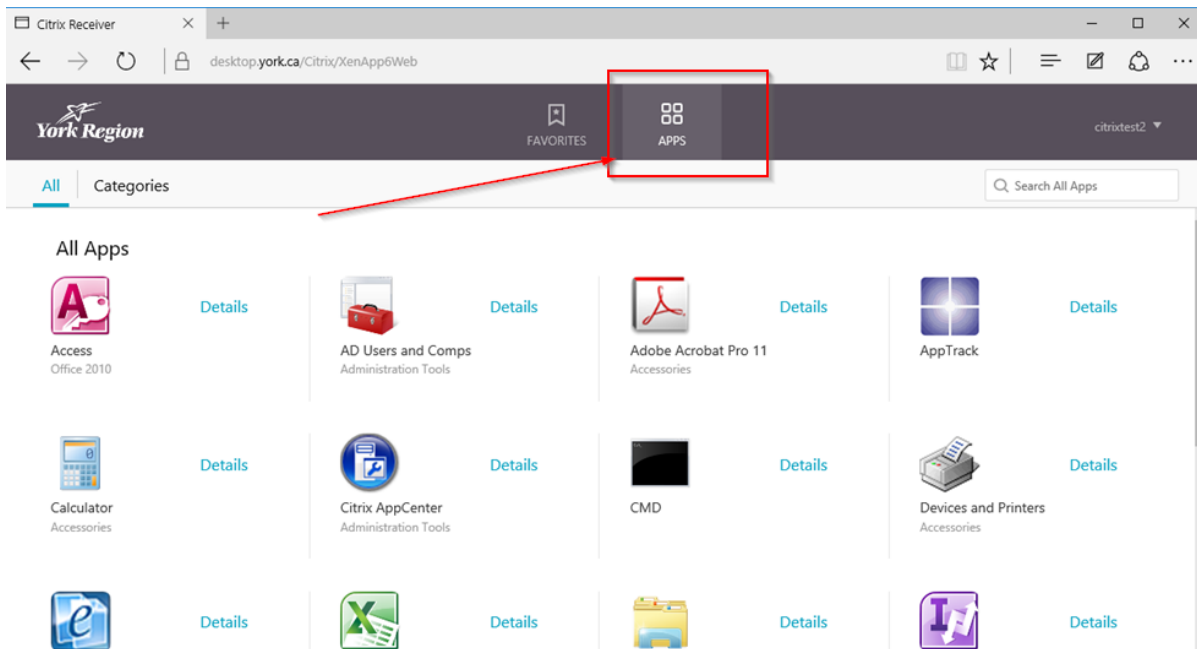 Citrix Receiver
desktop.york.ca/Citrix/XenApp6Web
York Region
FAVORITES
APPS
citrixtest2
All
Categories
Search All Apps
All Apps
Details
Details
Details
Details
Access
AD Users and Comps
Adobe Acrobat Pro 11
AppTrack
Office 2010
Administration Tools
Accessories
Details
Details
Details
Details
Calculator
Citrix AppCenter
CMD
Devices and Printers
Accessories
Administration Tools
Accessories
Details
Details
Details
Details